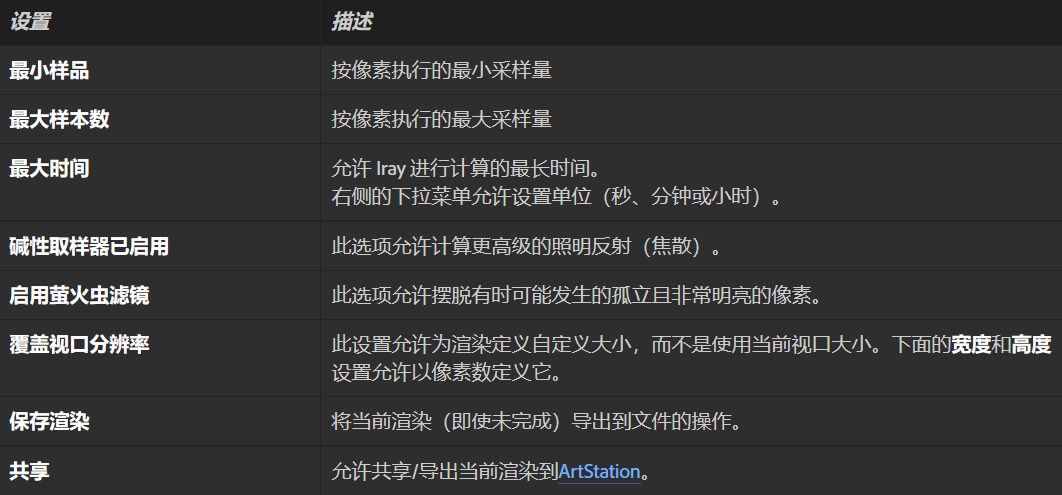 设置 描述
最小样品 按像素执行的最小采样量
最大样本数 按像素执行的最大采样量
最大时间 允许 Iray 进行计算的最长时间。
右侧的下拉菜单允许设置单位（秒、分钟或小时）。
碱性取样器已启用 此选项允许计算更高级的照明反射（焦散）。
启用萤火虫滤镜 此选项允许摆脱有时可能发生的孤立且非常明亮的像素。
覆盖视口分辨率 此设置允许为渲染定义自定义大小，而不是使用当前视口大小。下面的宽度和高度
设置允许以像素数定义它。
保存渲染 将当前渲染（即使未完成）导出到文件的操作。
共享 允许共享/导出当前渲染到ArtStation。